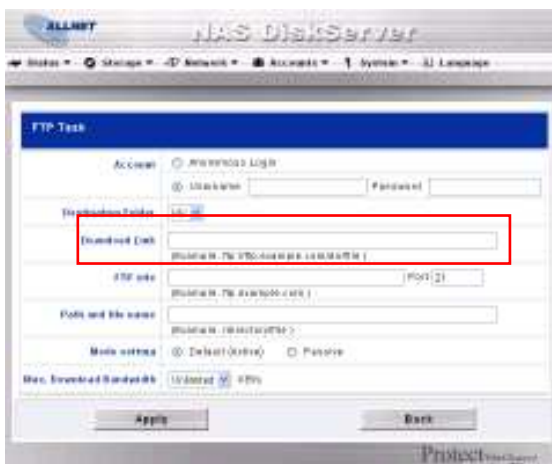 ALLNET
NAS DiskServer
Status Storage Network Accounts System Language
FTP Task
Account Anonymous Login
Username Password
Destination Folder
Download Link
(Example: ftp://ftp.example.com/dir/file)
FTP site Port: 21
(Example: ftp.example.com)
Path and file name
(Example: /directory/file)
Mode setting Default (Active) Passive
Max. Download Bandwidth Unlimited KB/s
Apply Back
Protect